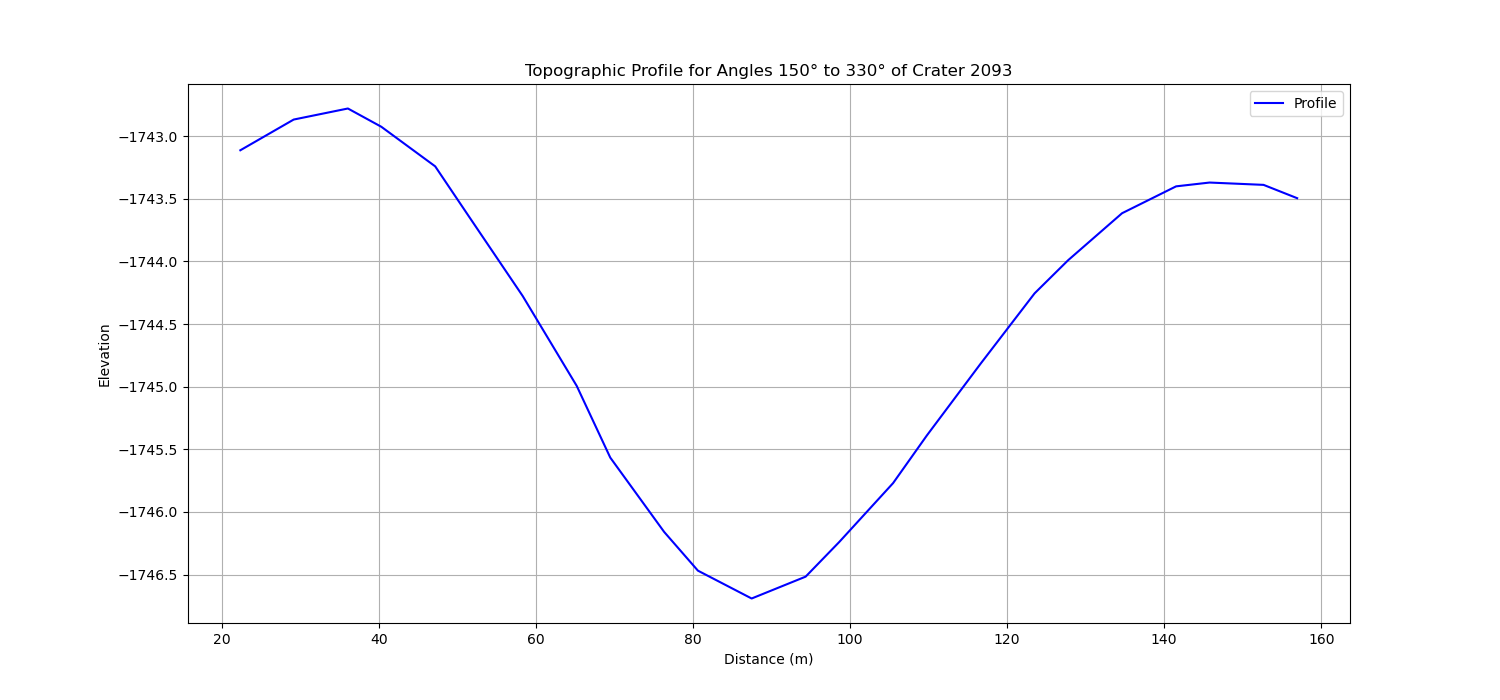 Topographic Profile for Angles 150° to 330° of Crater 2093
Profile
Elevation
−1743.0
−1743.5
−1744.0
−1744.5
−1745.0
−1745.5
−1746.0
−1746.5
20 40 60 80 100 120 140 160
Distance (m)